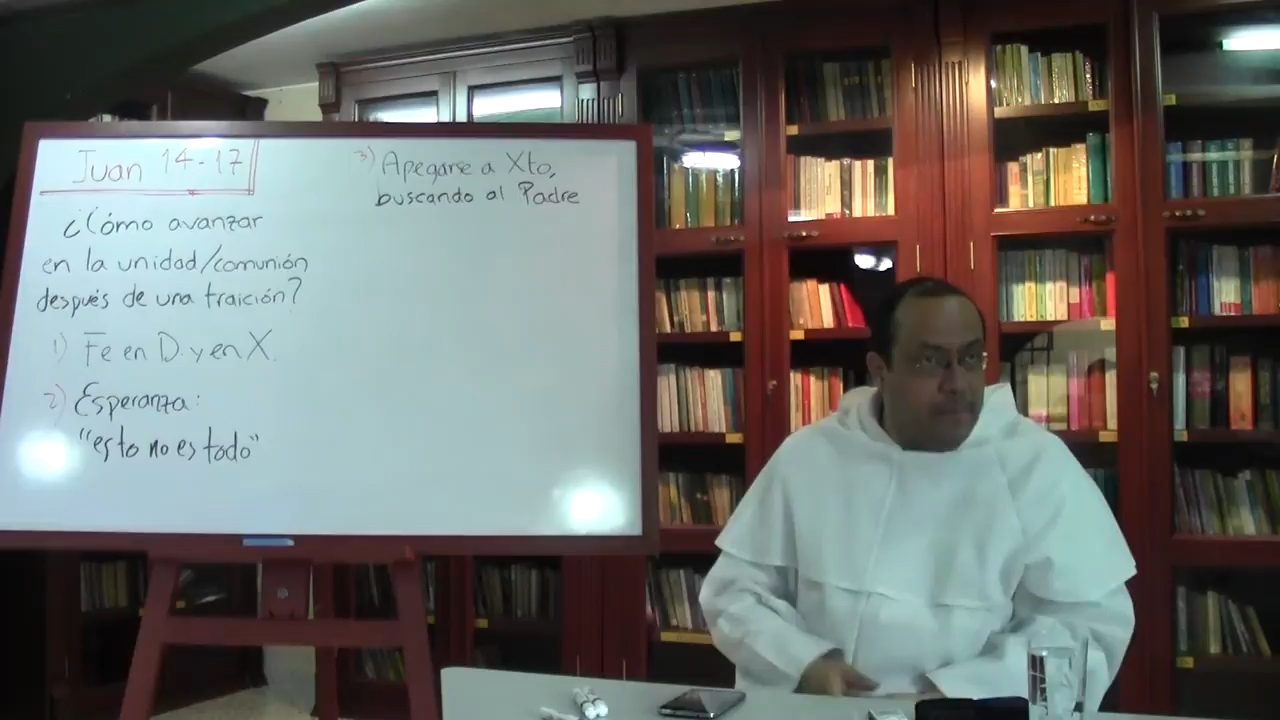 Juan 14-17
¿Cómo avanzar
en la unidad/comunión
después de una traición?
1) Fe en D. y en X.
2) Esperanza:
"esto no es todo"
3) Apegarse a Xto,
buscando al Padre